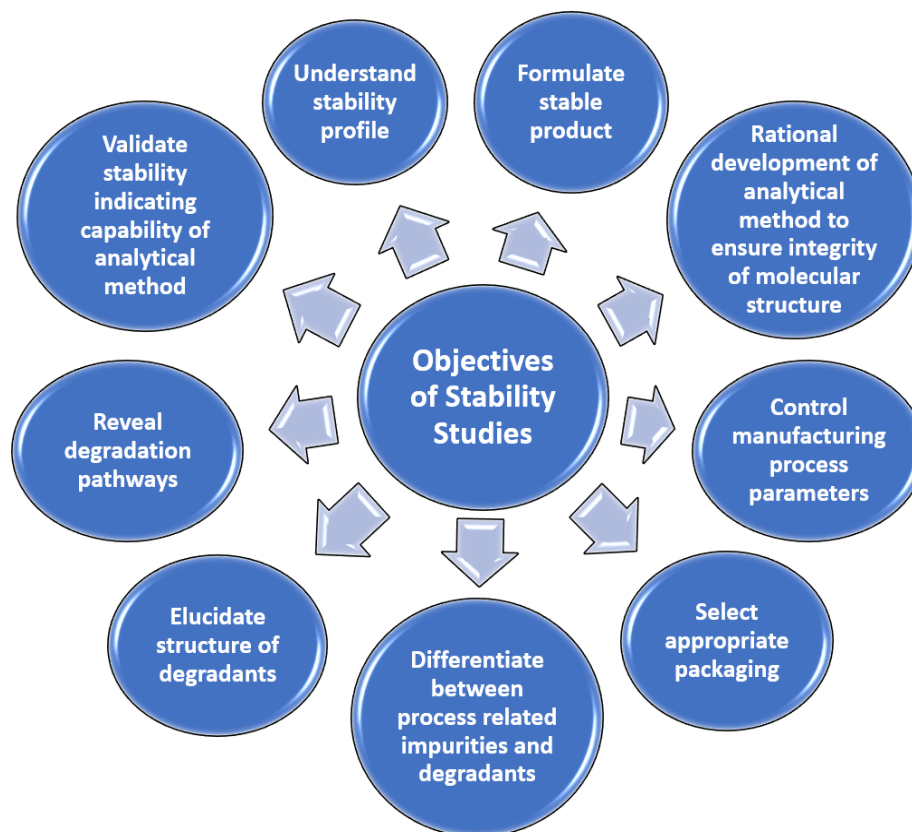 Understand
stability
profile
Formulate
stable
product
Rational
development of
analytical
method to
ensure integrity
of molecular
structure
Control
manufacturing
process
parameters
Select
appropriate
packaging
Differentiate
between
process related
impurities and
degradants
Elucidate
structure of
degradants
Reveal
degradation
pathways
Validate
stability
indicating
capability of
analytical
method
Objectives
of Stability
Studies